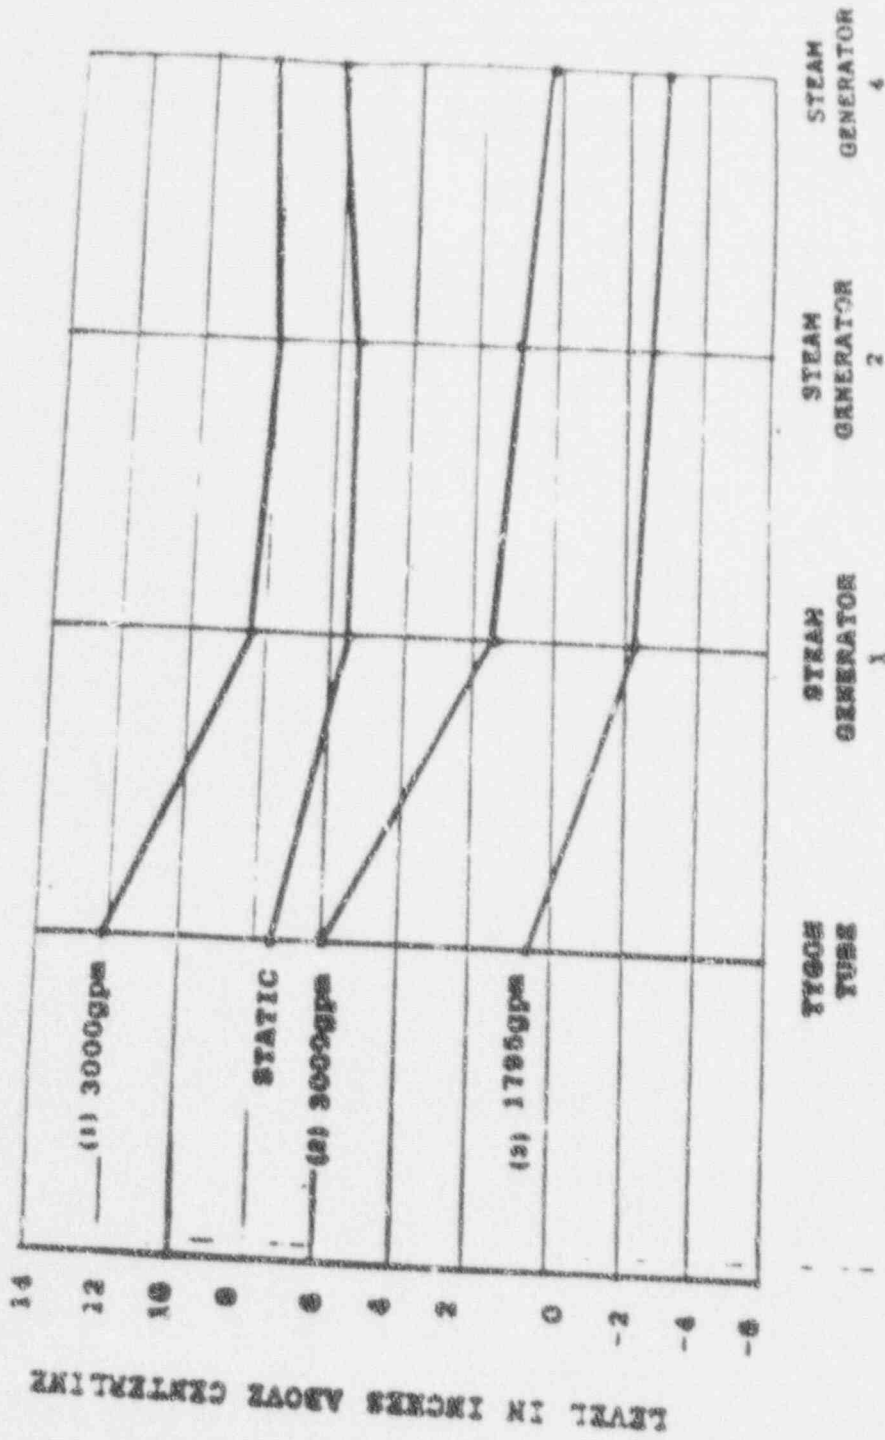 LEVEL IN INCHES ABOVE CENTERLINE
14
12
10
8
6
4
2
0
-2
-4
-6
(1) 3000gpm
STATIC
(2) 3000gpm
(3) 1795gpm
TYGON
TUBE
STEAM
GENERATOR
1
STEAM
GENERATOR
2
STEAM
GENERATOR
4